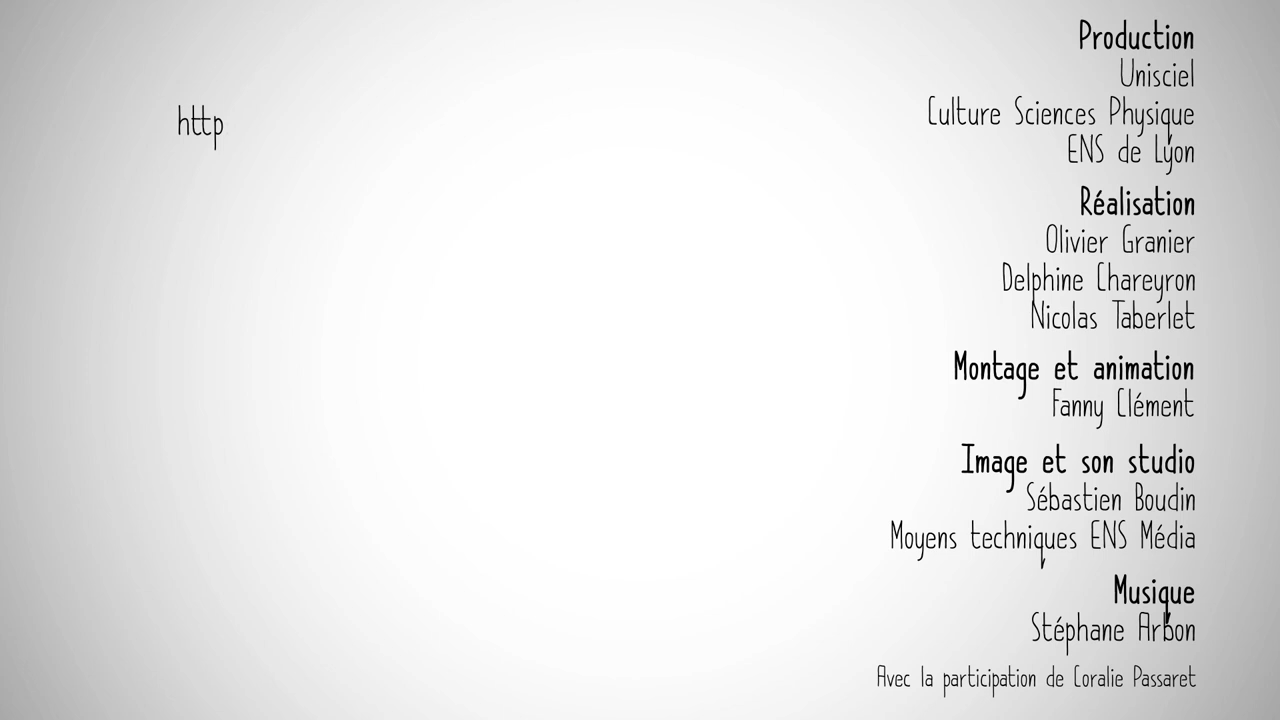 http
Production
Unisciel
Culture Sciences Physique
ENS de Lyon
Réalisation
Olivier Granier
Delphine Chareyron
Nicolas Taberlet
Montage et animation
Fanny Clément
Image et son studio
Sébastien Boudin
Moyens techniques ENS Média
Musique
Stéphane Arbon
Avec la participation de Coralie Passaret